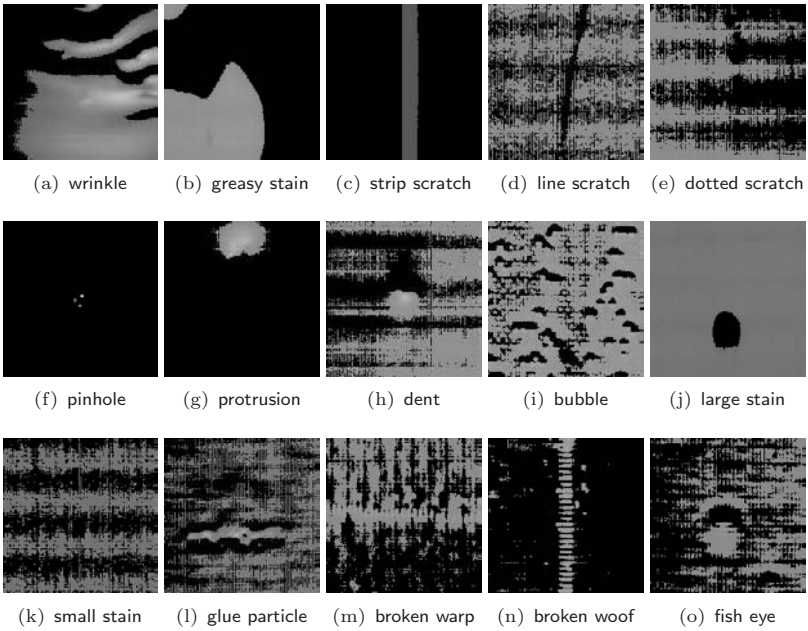 (a) wrinkle (b) greasy stain (c) strip scratch (d) line scratch (e) dotted scratch
(f) pinhole (g) protrusion (h) dent (i) bubble (j) large stain
(k) small stain (l) glue particle (m) broken warp (n) broken woof (o) fish eye